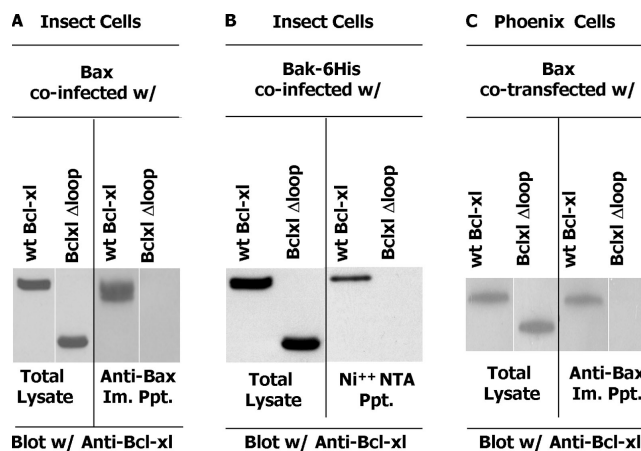 A Insect Cells
Bax
co-infected w/
wt Bcl-xl
Bclxl Δloop
wt Bcl-xl
Bclxl Δloop
Total
Lysate
Anti-Bax
Im. Ppt.
Blot w/ Anti-Bcl-xl
B Insect Cells
Bak-6His
co-infected w/
wt Bcl-xl
Bclxl Δloop
wt Bcl-xl
Bclxl Δloop
Total
Lysate
Ni⁺⁺ NTA
Ppt.
Blot w/ Anti-Bcl-xl
C Phoenix Cells
Bax
co-transfected w/
wt Bcl-xl
Bclxl Δloop
wt Bcl-xl
Bclxl Δloop
Total
Lysate
Anti-Bax
Im. Ppt.
Blot w/ Anti-Bcl-xl